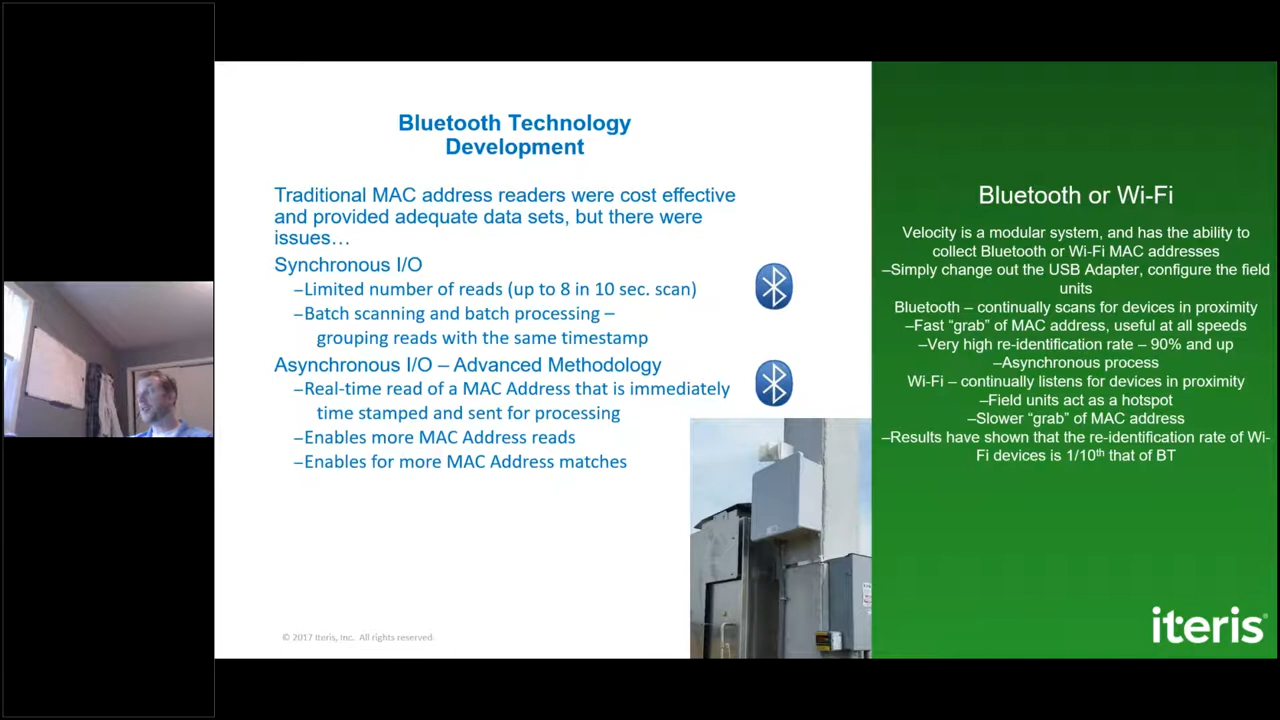 Bluetooth Technology
Development
Traditional MAC address readers were cost effective
and provided adequate data sets, but there were
issues…
Synchronous I/O
–Limited number of reads (up to 8 in 10 sec. scan)
–Batch scanning and batch processing –
grouping reads with the same timestamp
Asynchronous I/O – Advanced Methodology
–Real-time read of a MAC Address that is immediately
time stamped and sent for processing
–Enables more MAC Address reads
–Enables for more MAC Address matches
© 2017 Iteris, Inc. All rights reserved.
Bluetooth or Wi-Fi
Velocity is a modular system, and has the ability to
collect Bluetooth or Wi-Fi MAC addresses
–Simply change out the USB Adapter, configure the field
units
Bluetooth – continually scans for devices in proximity
–Fast “grab” of MAC address, useful at all speeds
–Very high re-identification rate – 90% and up
–Asynchronous process
Wi-Fi – continually listens for devices in proximity
–Field units act as a hotspot
–Slower “grab” of MAC address
–Results have shown that the re-identification rate of Wi-
Fi devices is 1/10th that of BT
iteris®